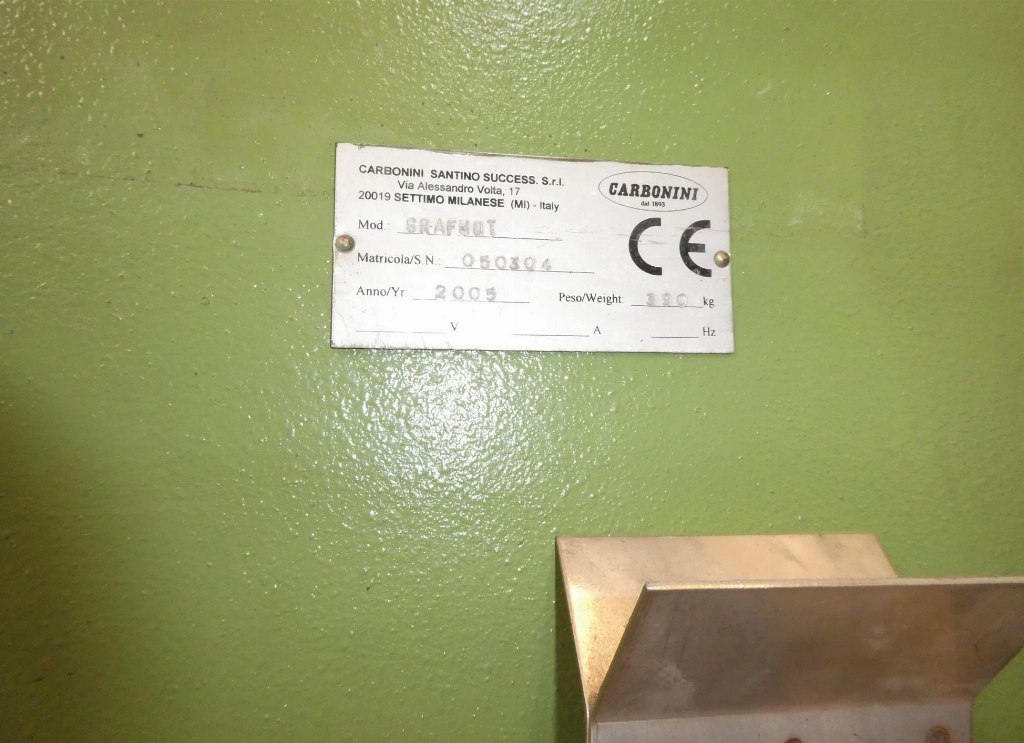 CARBONINI SANTINO SUCCESS. S.r.l.
Via Alessandro Volta, 17
20019 SETTIMO MILANESE (MI) - Italy
CARBONINI
dal 1893
CE
Mod.: GRAFMOT
Matricola/S.N.: 050304
Anno/Yr: 2005 Peso/Weight: kg
V A Hz